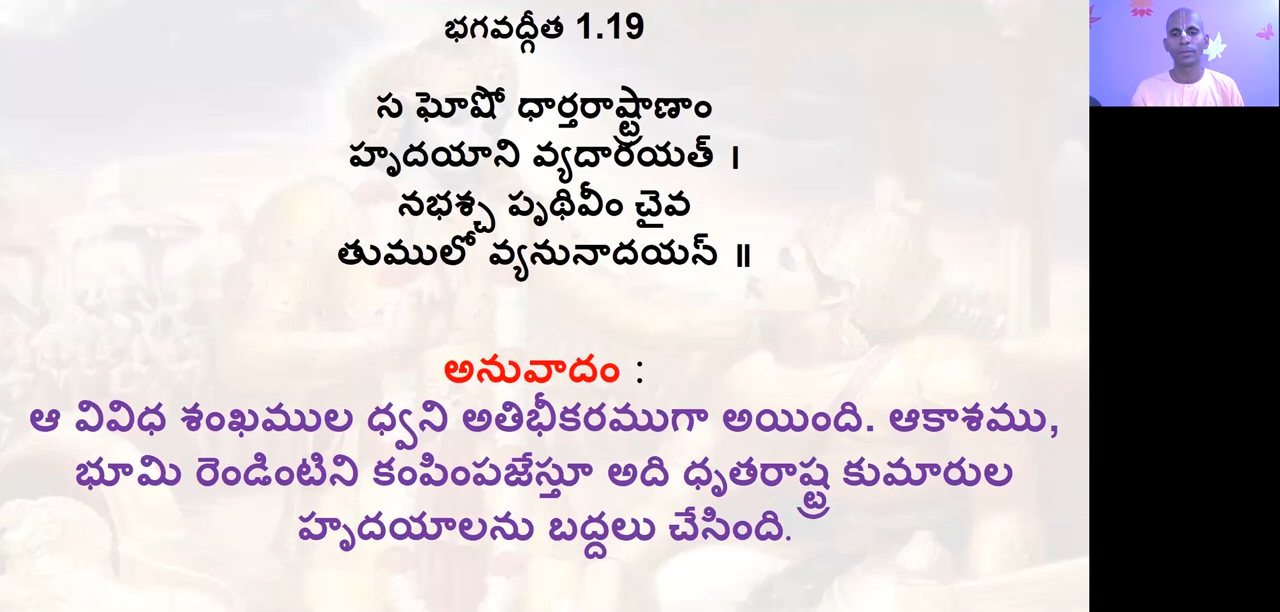 భగవద్గీత 1.19
స ఘోషో ధార్తరాష్ట్రాణాం
హృదయాని వ్యదారయత్ ।
నభశ్చ పృథివీం చైవ
తుములో వ్యనునాదయన్ ॥
అనువాదం :
ఆ వివిధ శంఖముల ధ్వని అతిభీకరముగా అయింది. ఆకాశము,
భూమి రెండింటిని కంపింపజేస్తూ అది ధృతరాష్ట్ర కుమారుల
హృదయాలను బద్దలు చేసింది.